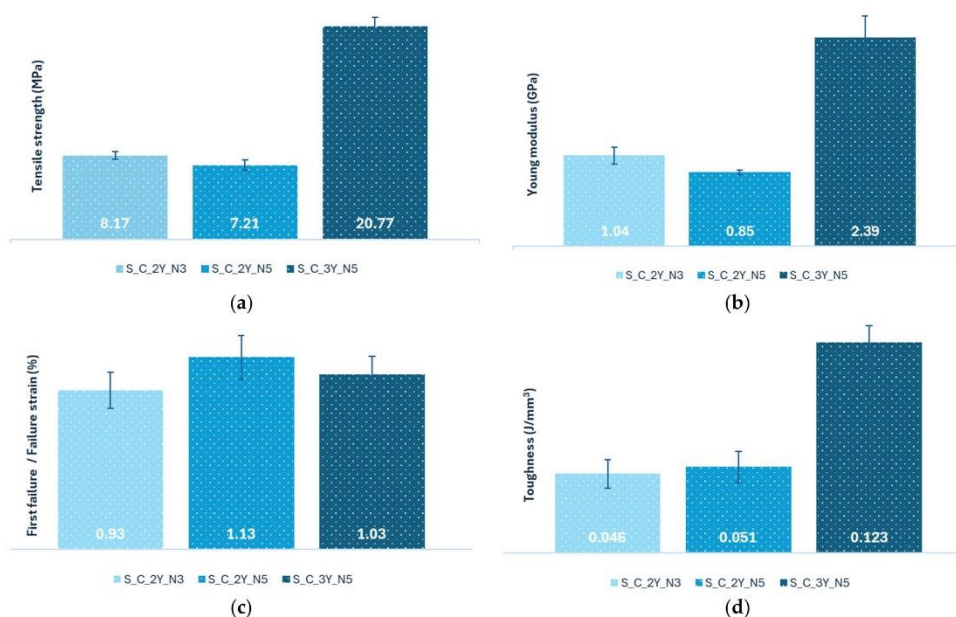 Tensile strength (MPa)
8.17
7.21
20.77
S_C_2Y_N3 S_C_2Y_N5 S_C_3Y_N5
(a)
Young modulus (GPa)
1.04
0.85
2.39
S_C_2Y_N3 S_C_2Y_N5 S_C_3Y_N5
(b)
First failure / Failure strain (%)
0.93
1.13
1.03
S_C_2Y_N3 S_C_2Y_N5 S_C_3Y_N5
(c)
Toughness (J/mm³)
0.046
0.051
0.123
S_C_2Y_N3 S_C_2Y_N5 S_C_3Y_N5
(d)